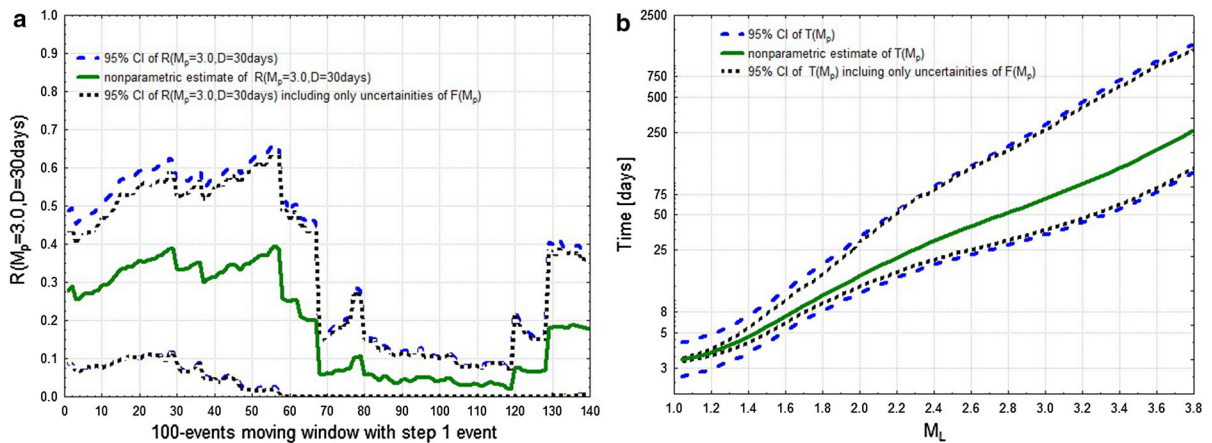 a
1.0
0.9
0.8
0.7
0.6
0.5
0.4
0.3
0.2
0.1
0.0
R(Mp=3.0,D=30days)
95% CI of R(Mp=3.0,D=30days)
nonparametric estimate of R(Mp=3.0,D=30days)
95% CI of R(Mp=3.0,D=30days) including only uncertainities of F(Mp)
0 10 20 30 40 50 60 70 80 90 100 110 120 130 140
100-events moving window with step 1 event
b
2500
750
500
250
75
50
25
8
5
3
Time [days]
95% CI of T(Mp)
nonparametric estimate of T(Mp)
95% CI of T(Mp) incluing only uncertainities of F(Mp)
1.0 1.2 1.4 1.6 1.8 2.0 2.2 2.4 2.6 2.8 3.0 3.2 3.4 3.6 3.8
ML